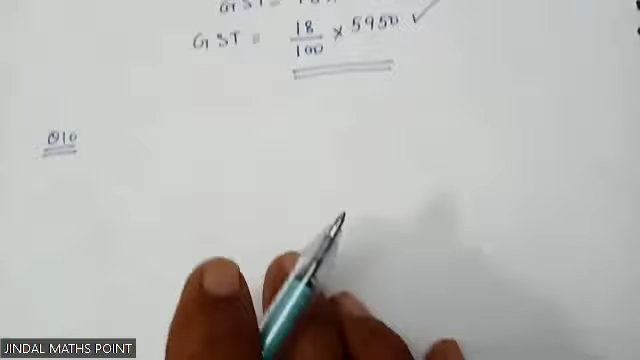 GST = 18/100 × 5950 ✓
Q10
JINDAL MATHS POINT